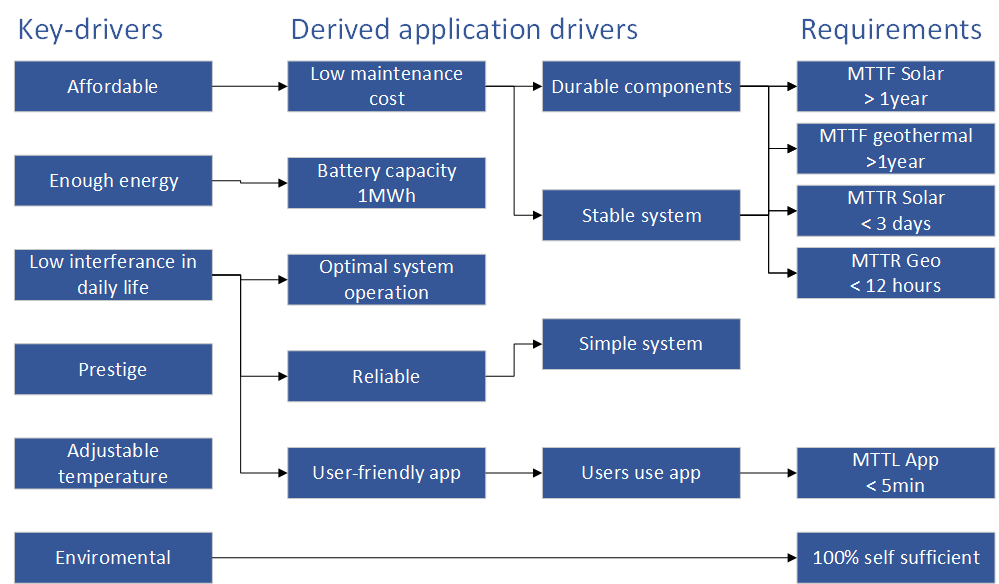 Key-drivers
Derived application drivers
Requirements
Affordable
Low maintenance
cost
Durable components
MTTF Solar
> 1year
MTTF geothermal
>1year
Enough energy
Battery capacity
1MWh
Stable system
MTTR Solar
< 3 days
Low interferance in
daily life
Optimal system
operation
MTTR Geo
< 12 hours
Prestige
Reliable
Simple system
Adjustable
temperature
User-friendly app
Users use app
MTTL App
< 5min
Enviromental
100% self sufficient